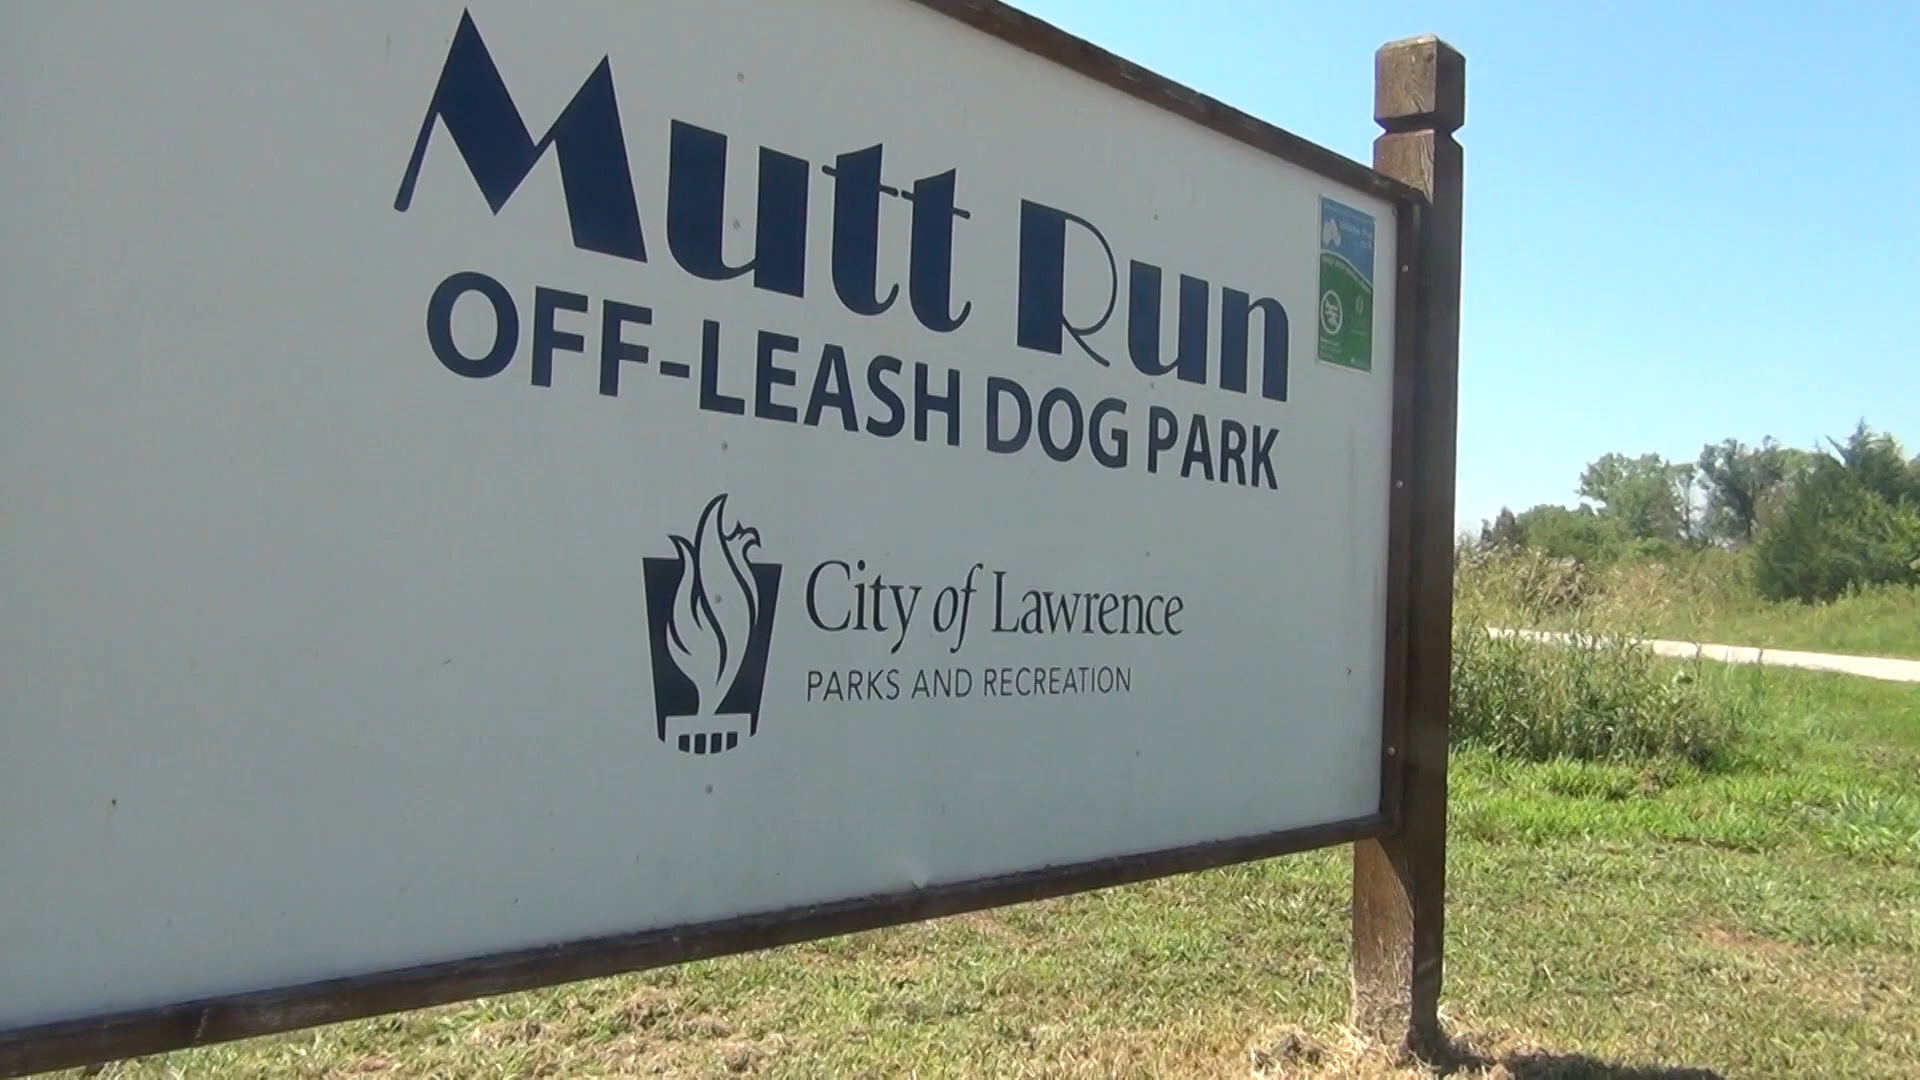 Mutt Run
OFF-LEASH DOG PARK
City of Lawrence
PARKS AND RECREATION